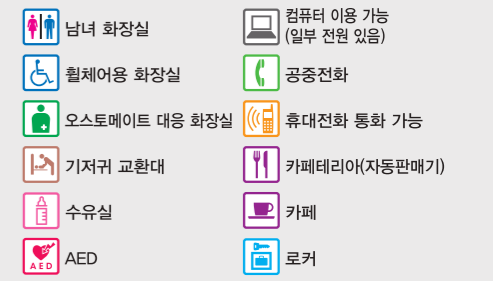 남녀 화장실
휠체어용 화장실
오스토메이트 대응 화장실
기저귀 교환대
수유실
AED
AED
컴퓨터 이용 가능
(일부 전원 있음)
공중전화
휴대전화 통화 가능
카페테리아(자동판매기)
카페
로커